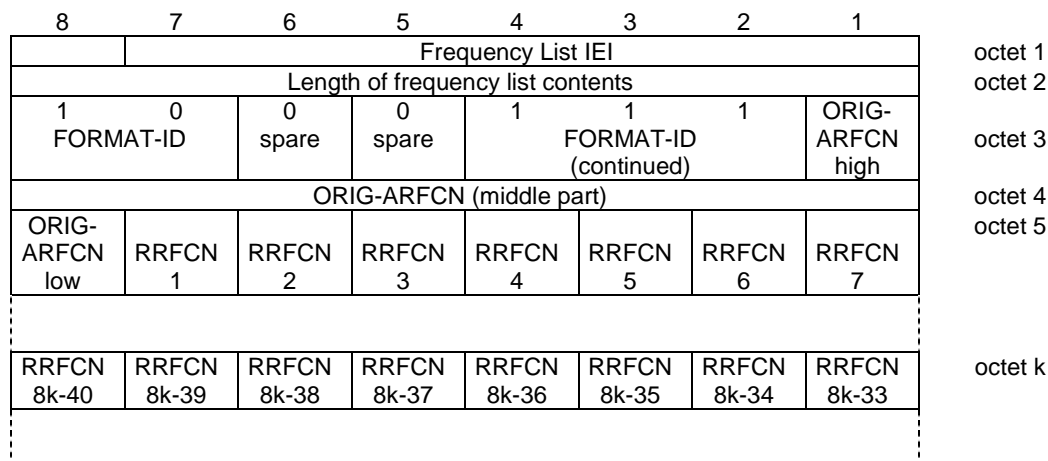 8 7 6 5 4 3 2 1
Frequency List IEI octet 1
Length of frequency list contents octet 2
1 0 0 0 1 1 1 ORIG-
FORMAT-ID spare spare FORMAT-ID ARFCN octet 3
(continued) high
ORIG-ARFCN (middle part) octet 4
ORIG- octet 5
ARFCN RRFCN RRFCN RRFCN RRFCN RRFCN RRFCN RRFCN
low 1 2 3 4 5 6 7
RRFCN RRFCN RRFCN RRFCN RRFCN RRFCN RRFCN RRFCN octet k
8k-40 8k-39 8k-38 8k-37 8k-36 8k-35 8k-34 8k-33